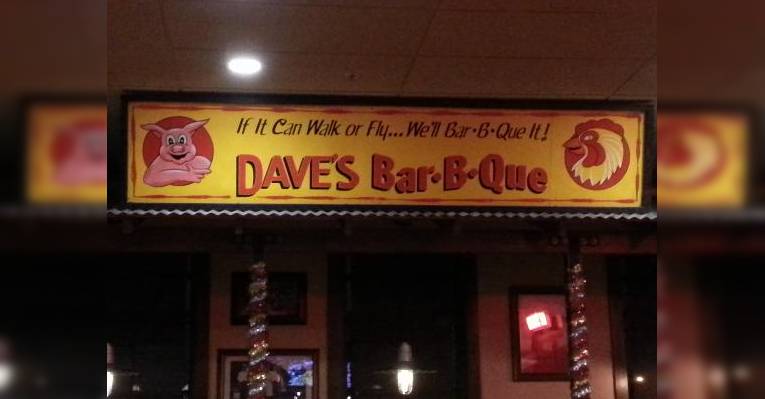 If It Can Walk or Fly...We'll Bar•B•Que It!
DAVE'S Bar•B•Que